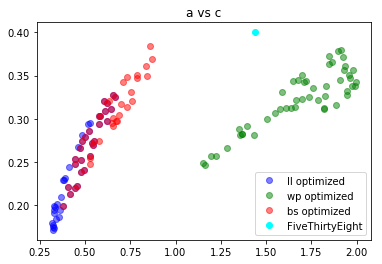 a vs c
0.40
0.35
0.30
0.25
0.20
ll optimized
wp optimized
bs optimized
FiveThirtyEight
0.25 0.50 0.75 1.00 1.25 1.50 1.75 2.00